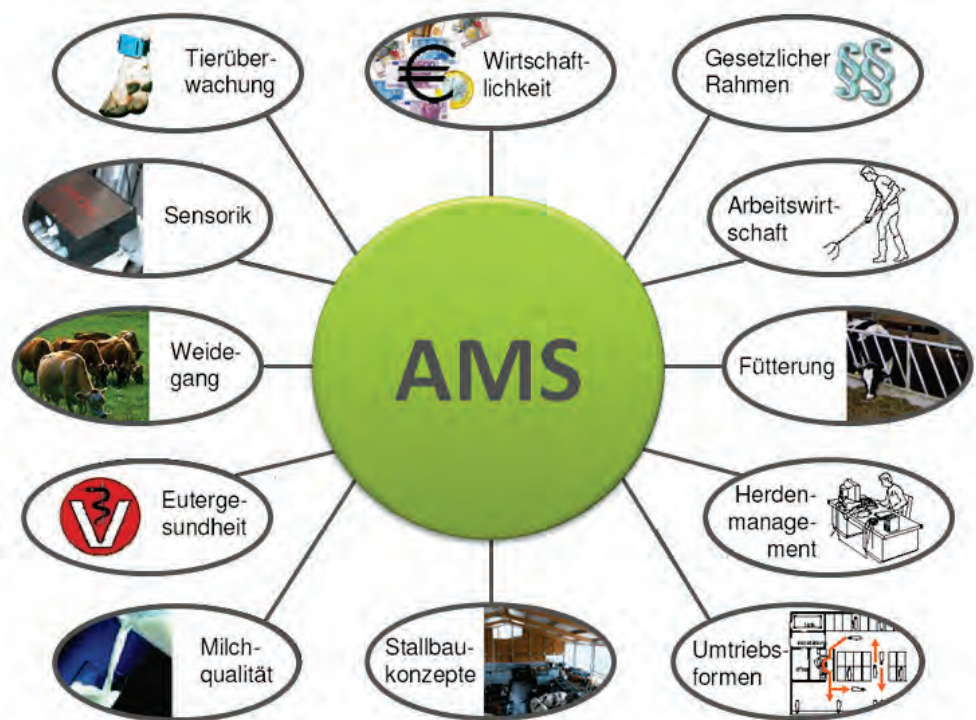 Tierüber-
wachung
Wirtschaft-
lichkeit
Gesetzlicher
Rahmen
§§
Sensorik
Arbeitswirt-
schaft
Weide-
gang
AMS
Fütterung
Euterge-
sundheit
V
Herden-
manage-
ment
Milch-
qualität
Stallbau-
konzepte
Umtriebs-
formen